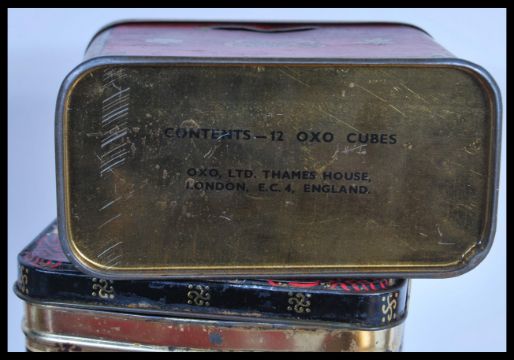 CONTENTS—12 OXO CUBES
OXO, LTD. THAMES HOUSE,
LONDON, E.C. 4, ENGLAND.